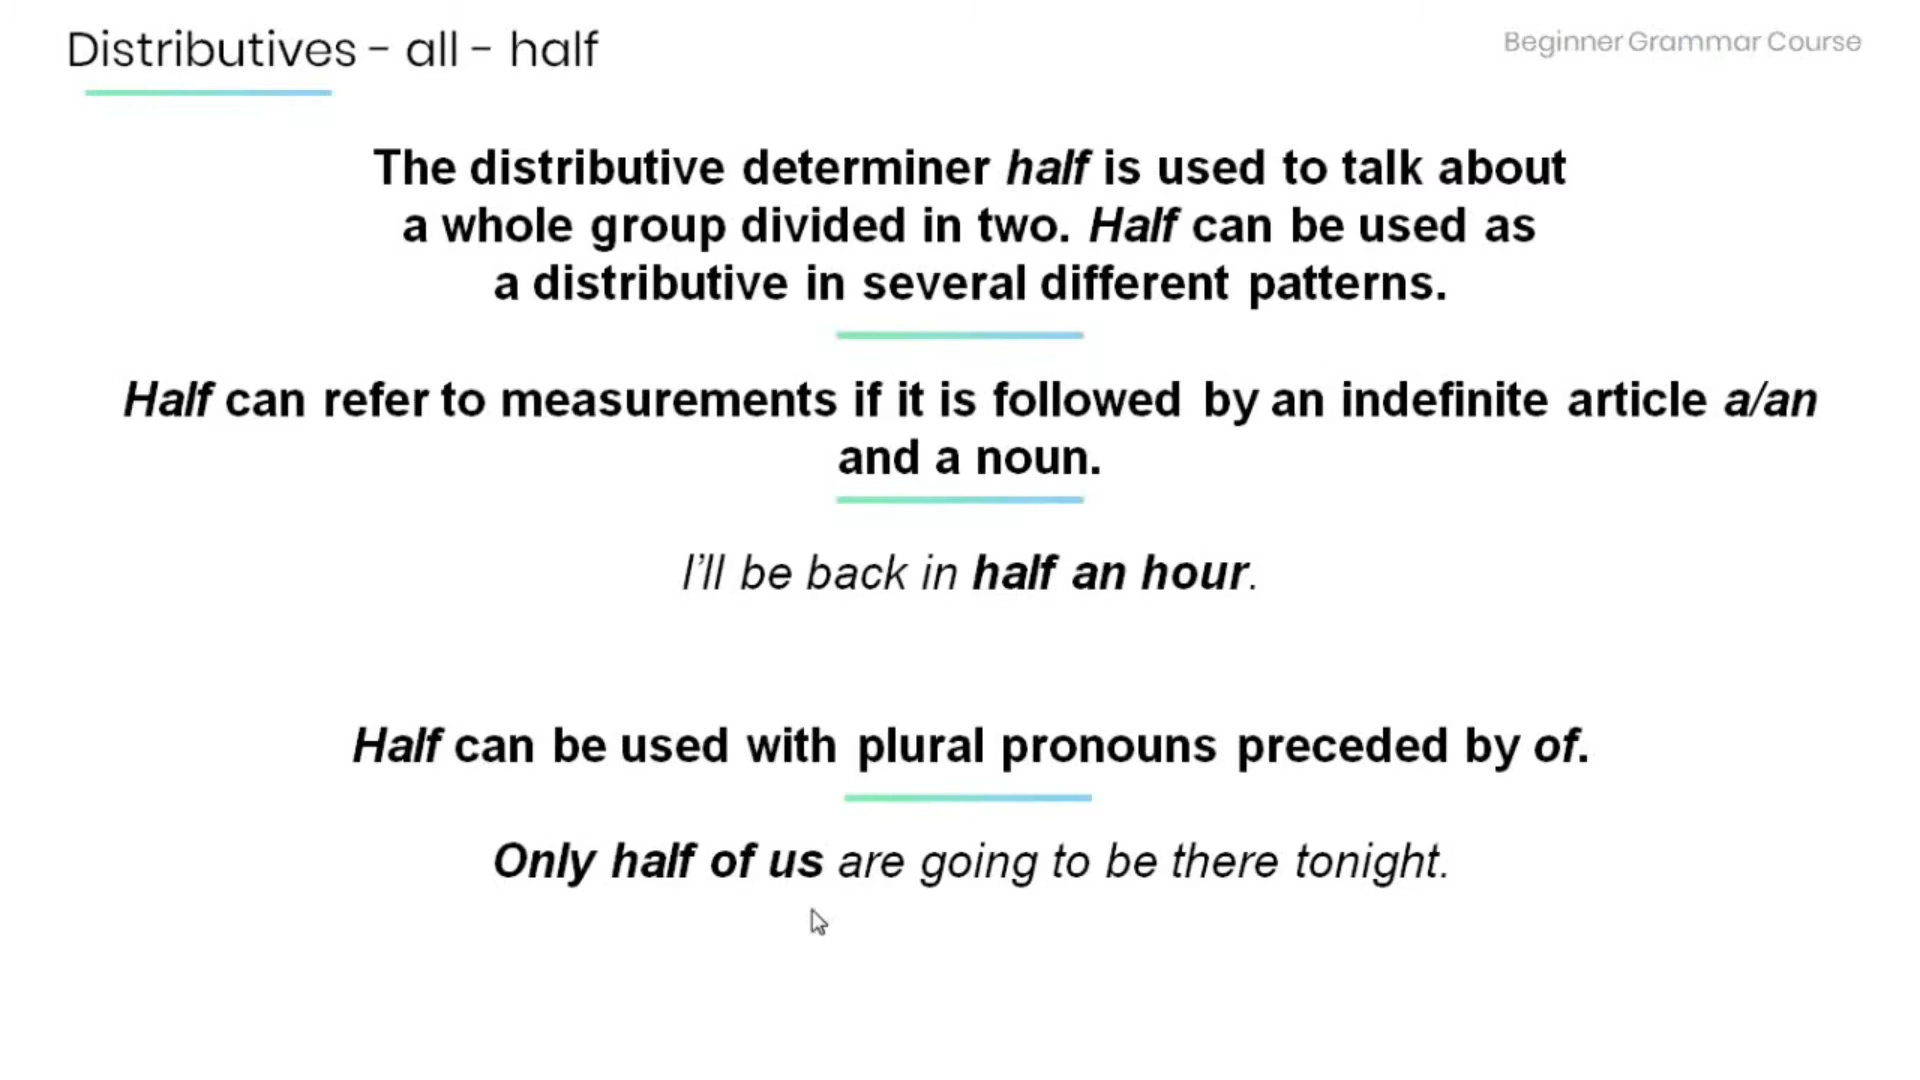 Distributives - all - half
Beginner Grammar Course
The distributive determiner half is used to talk about
a whole group divided in two. Half can be used as
a distributive in several different patterns.
Half can refer to measurements if it is followed by an indefinite article a/an
and a noun.
I’ll be back in half an hour.
Half can be used with plural pronouns preceded by of.
Only half of us are going to be there tonight.